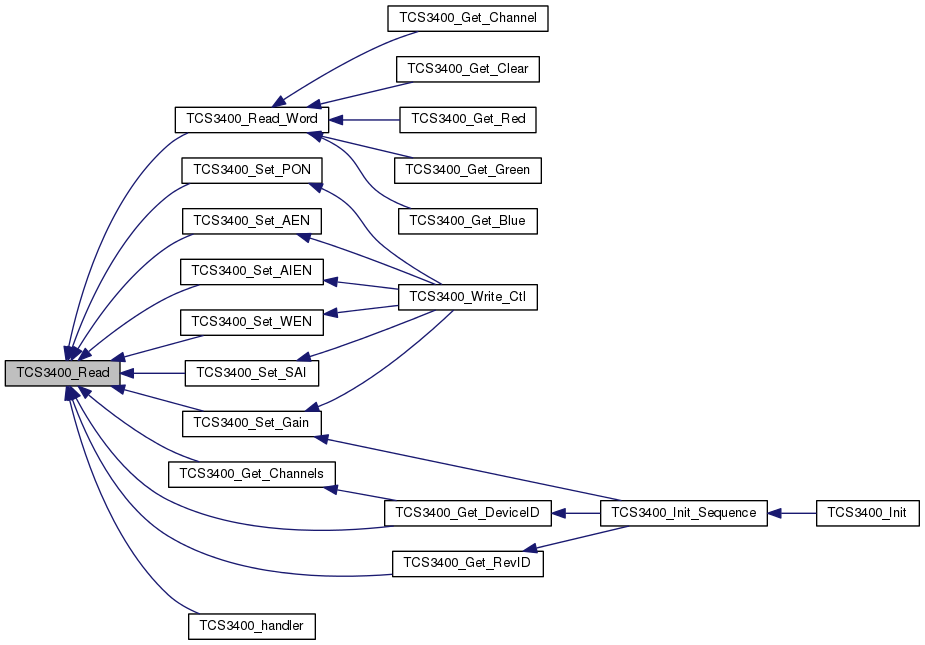 TCS3400_Get_Channel
TCS3400_Get_Clear
TCS3400_Read_Word
TCS3400_Get_Red
TCS3400_Set_PON
TCS3400_Get_Green
TCS3400_Set_AEN
TCS3400_Get_Blue
TCS3400_Set_AIEN
TCS3400_Write_Ctl
TCS3400_Set_WEN
TCS3400_Read
TCS3400_Set_SAI
TCS3400_Set_Gain
TCS3400_Get_Channels
TCS3400_Get_DeviceID
TCS3400_Init_Sequence
TCS3400_Init
TCS3400_Get_RevID
TCS3400_handler